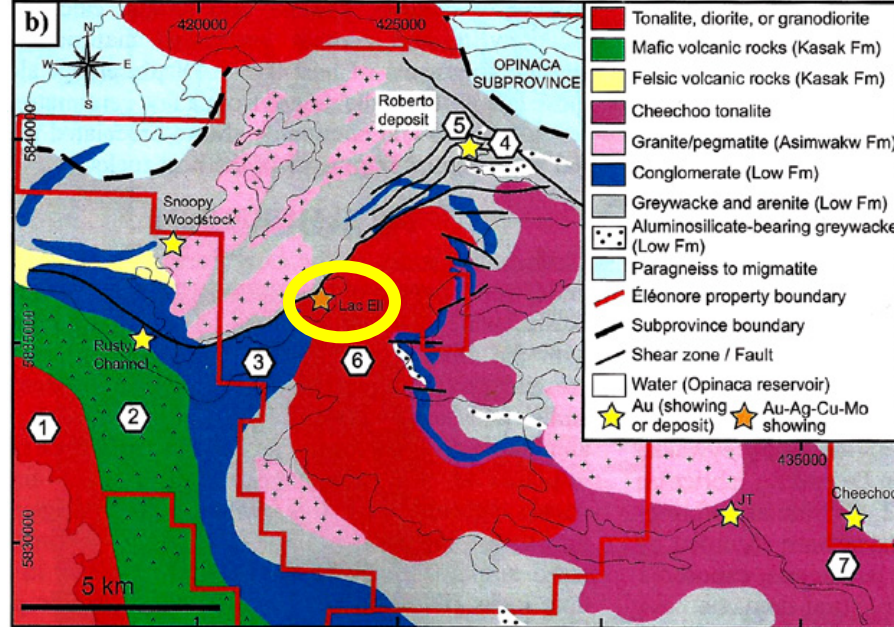 b)
420000
425000
N
W E
S
OPINACA
SUBPROVINCE
Roberto
deposit
5
4
5840000
Snoopy
Woodstock
Lac Ell
5835000
Rusty
Channel
3
6
1
2
435000
JT
Cheechoo
5830000
7
5 km
Tonalite, diorite, or granodiorite
Mafic volcanic rocks (Kasak Fm)
Felsic volcanic rocks (Kasak Fm)
Cheechoo tonalite
Granite/pegmatite (Asimwakw Fm)
Conglomerate (Low Fm)
Greywacke and arenite (Low Fm)
Aluminosilicate-bearing greywacke
(Low Fm)
Paragneiss to migmatite
Éléonore property boundary
Subprovince boundary
Shear zone / Fault
Water (Opinaca reservoir)
Au (showing
or deposit)
Au-Ag-Cu-Mo
showing